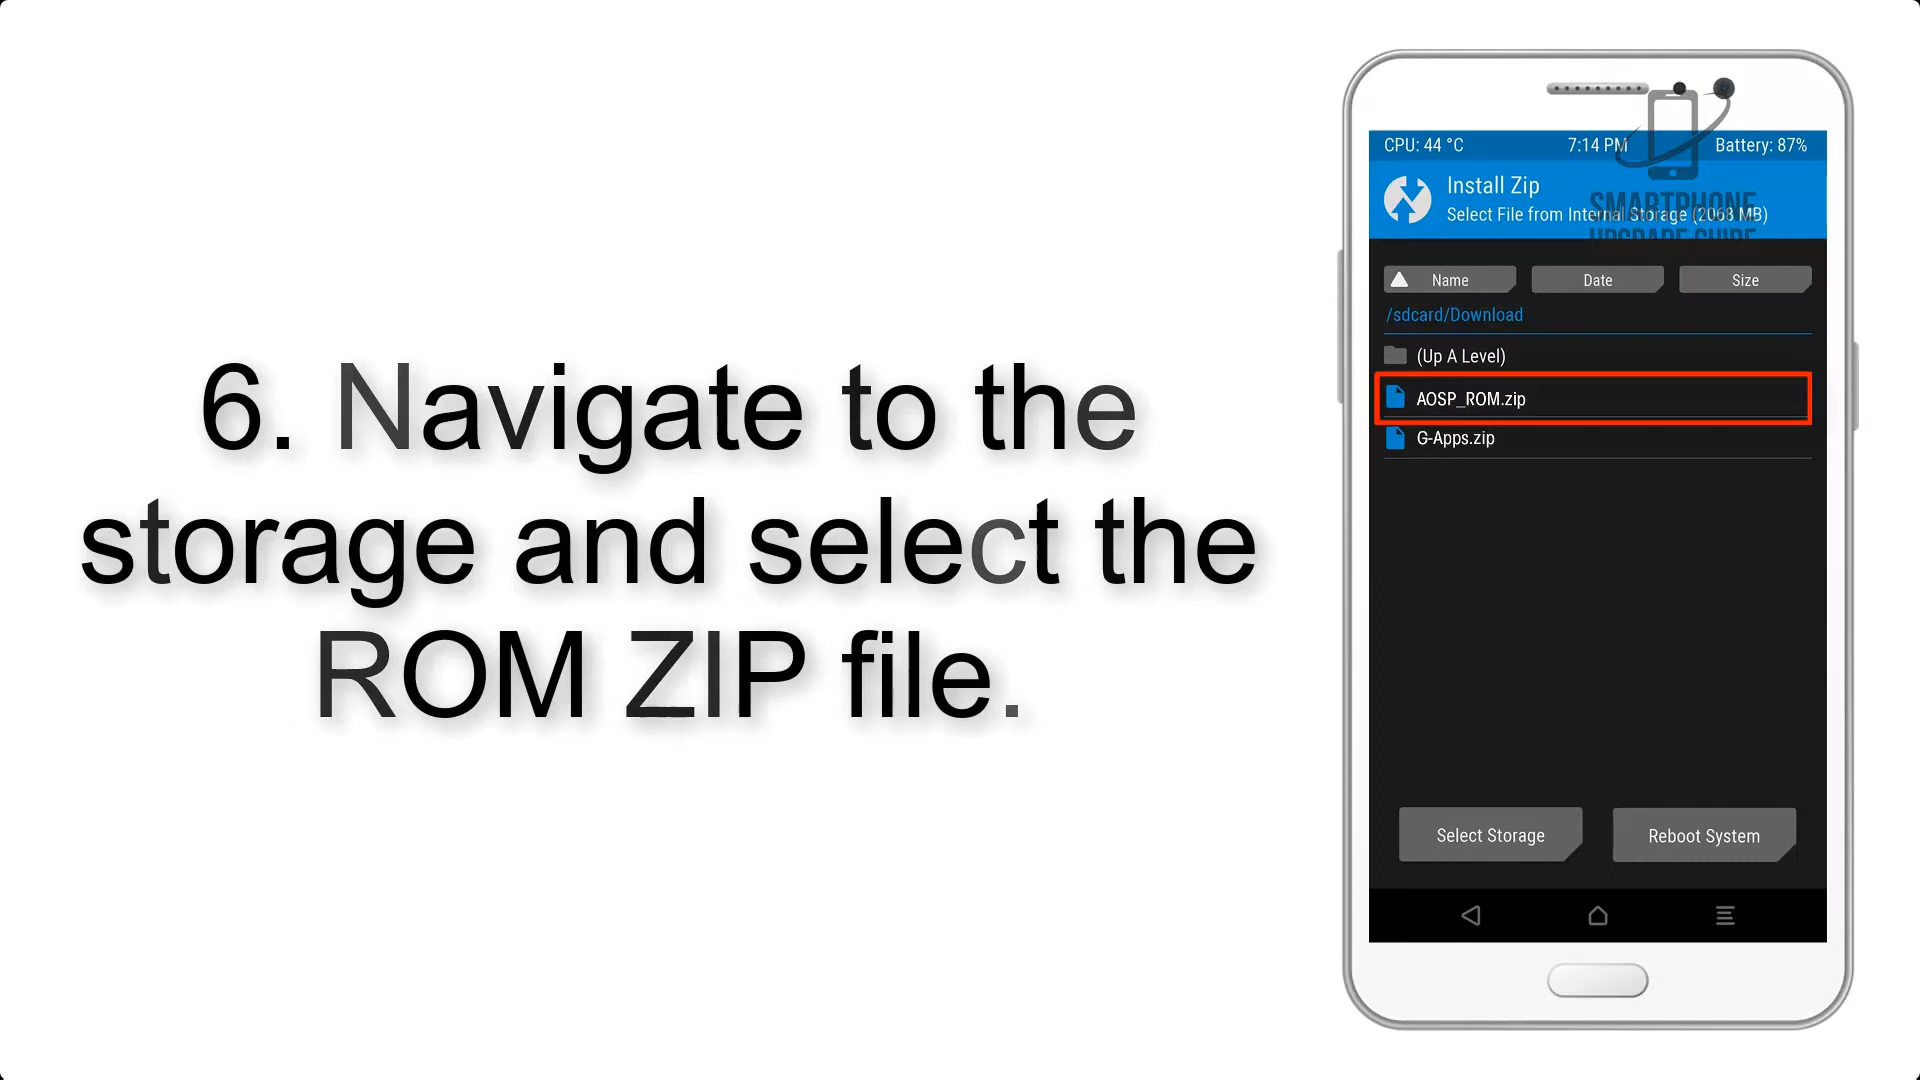 6. Navigate to the
storage and select the
ROM ZIP file.
CPU: 44 °C 7:14 PM Battery: 87%
Install Zip
Select File from Internal Storage (2068 MB)
SMARTPHONE
UPGRADE GUIDE
Name Date Size
/sdcard/Download
(Up A Level)
AOSP_ROM.zip
G-Apps.zip
Select Storage Reboot System